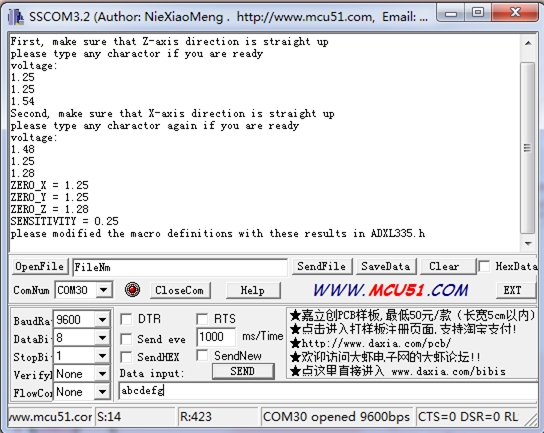 SSCOM3.2 (Author: NieXiaoMeng . http://www.mcu51.com, Email: ...
First, make sure that Z-axis direction is straight up
please type any charactor if you are ready
voltage:
1.25
1.25
1.54
Second, make sure that X-axis direction is straight up
please type any charactor again if you are ready
voltage:
1.48
1.25
1.28
ZERO_X = 1.25
ZERO_Y = 1.25
ZERO_Z = 1.28
SENSITIVITY = 0.25
please modified the macro definitions with these results in ADXL335.h
OpenFile FileNm SendFile SaveData Clear HexData
ComNum COM30 CloseCom Help WWW.MCU51.COM EXT
BaudRa 9600 DTR RTS
DataBi 8 Send eve 1000 ms/Time
StopBi 1 SendHEX SendNew
Verify None Data input: SEND
FlowCon None abcdefg
★嘉立创PCB样板,最低50元/款（长宽5cm以内）
★点击进入打样板注册页面,支持淘宝支付!
★http://www.daxia.com/pcb/
★欢迎访问大虾电子网的大虾论坛!!
★点这里直接进入 www.daxia.com/bibis
ww.mcu51.cor S:14 R:423 COM30 opened 9600bps CTS=0 DSR=0 RL